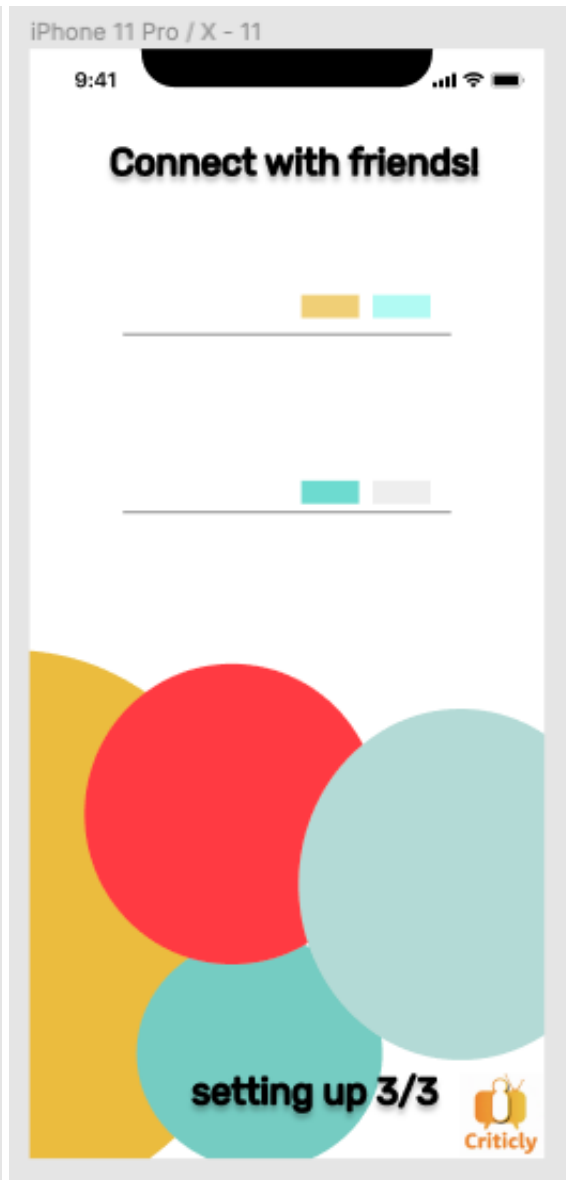 iPhone 11 Pro / X - 11
9:41
Connect with friends!
setting up 3/3
Criticly